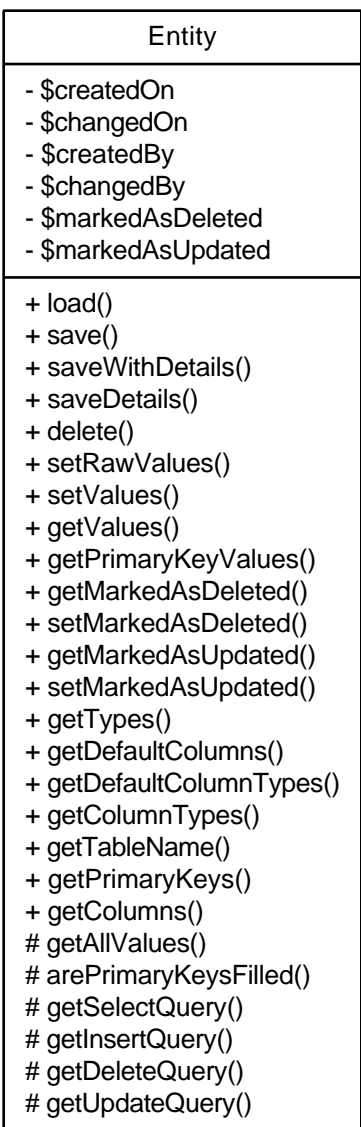 Entity
- $createdOn
- $changedOn
- $createdBy
- $changedBy
- $markedAsDeleted
- $markedAsUpdated
+ load()
+ save()
+ saveWithDetails()
+ saveDetails()
+ delete()
+ setRawValues()
+ setValues()
+ getValues()
+ getPrimaryKeyValues()
+ getMarkedAsDeleted()
+ setMarkedAsDeleted()
+ getMarkedAsUpdated()
+ setMarkedAsUpdated()
+ getTypes()
+ getDefaultColumns()
+ getDefaultColumnTypes()
+ getColumnTypes()
+ getTableName()
+ getPrimaryKeys()
+ getColumns()
# getAllValues()
# arePrimaryKeysFilled()
# getSelectQuery()
# getInsertQuery()
# getDeleteQuery()
# getUpdateQuery()